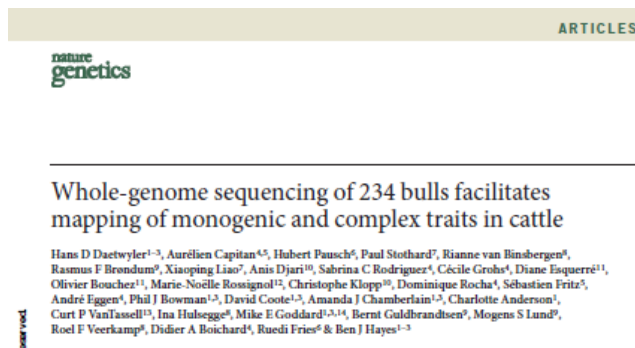 ARTICLES
nature
genetics
Whole-genome sequencing of 234 bulls facilitates
mapping of monogenic and complex traits in cattle
Hans D Daetwyler¹⁻³, Aurélien Capitan⁴,⁵, Hubert Pausch⁶, Paul Stothard⁷, Rianne van Binsbergen⁸,
Rasmus F Brøndum⁹, Xiaoping Liao⁷, Anis Djari¹⁰, Sabrina C Rodriguez⁴, Cécile Grohs⁴, Diane Esquerré¹¹,
Olivier Bouchez¹¹, Marie-Noëlle Rossignol¹², Christophe Klopp¹⁰, Dominique Rocha⁴, Sébastien Fritz⁵,
André Eggen⁴, Phil J Bowman¹,³, David Coote¹,³, Amanda J Chamberlain¹,³, Charlotte Anderson¹,
Curt P VanTassell¹³, Ina Hulsegge⁸, Mike E Goddard¹,³,¹⁴, Bernt Guldbrandtsen⁹, Mogens S Lund⁹,
Roel F Veerkamp⁸, Didier A Boichard⁴, Ruedi Fries⁶ & Ben J Hayes¹⁻³